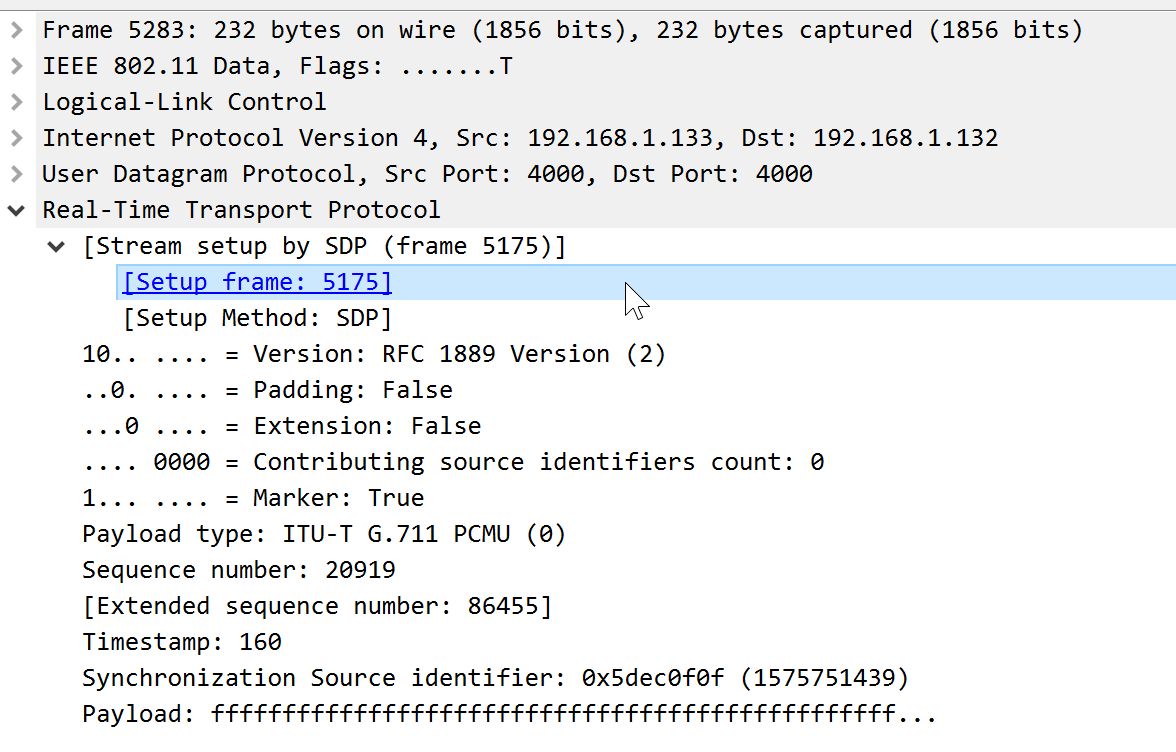 Frame 5283: 232 bytes on wire (1856 bits), 232 bytes captured (1856 bits)
IEEE 802.11 Data, Flags: .......T
Logical-Link Control
Internet Protocol Version 4, Src: 192.168.1.133, Dst: 192.168.1.132
User Datagram Protocol, Src Port: 4000, Dst Port: 4000
Real-Time Transport Protocol
[Stream setup by SDP (frame 5175)]
[Setup frame: 5175]
[Setup Method: SDP]
10.. .... = Version: RFC 1889 Version (2)
..0. .... = Padding: False
...0 .... = Extension: False
.... 0000 = Contributing source identifiers count: 0
1... .... = Marker: True
Payload type: ITU-T G.711 PCMU (0)
Sequence number: 20919
[Extended sequence number: 86455]
Timestamp: 160
Synchronization Source identifier: 0x5dec0f0f (1575751439)
Payload: ffffffffffffffffffffffffffffffffffffffffffffffff...